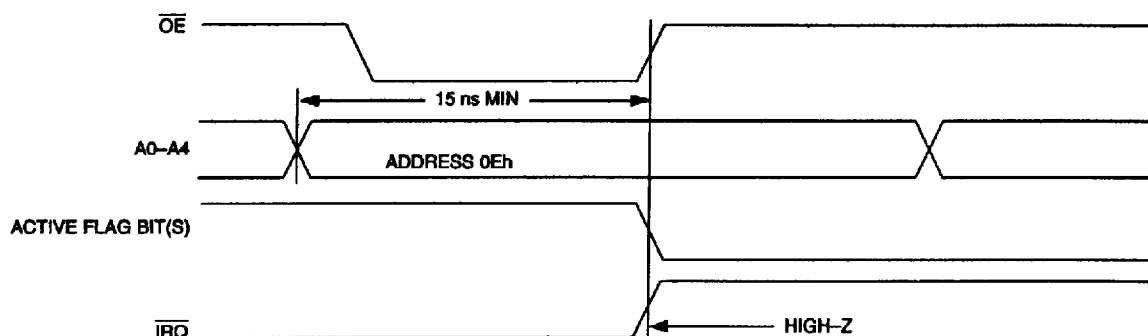 OE
15 ns MIN
A0–A4
ADDRESS 0Eh
ACTIVE FLAG BIT(S)
IRQ
HIGH–Z